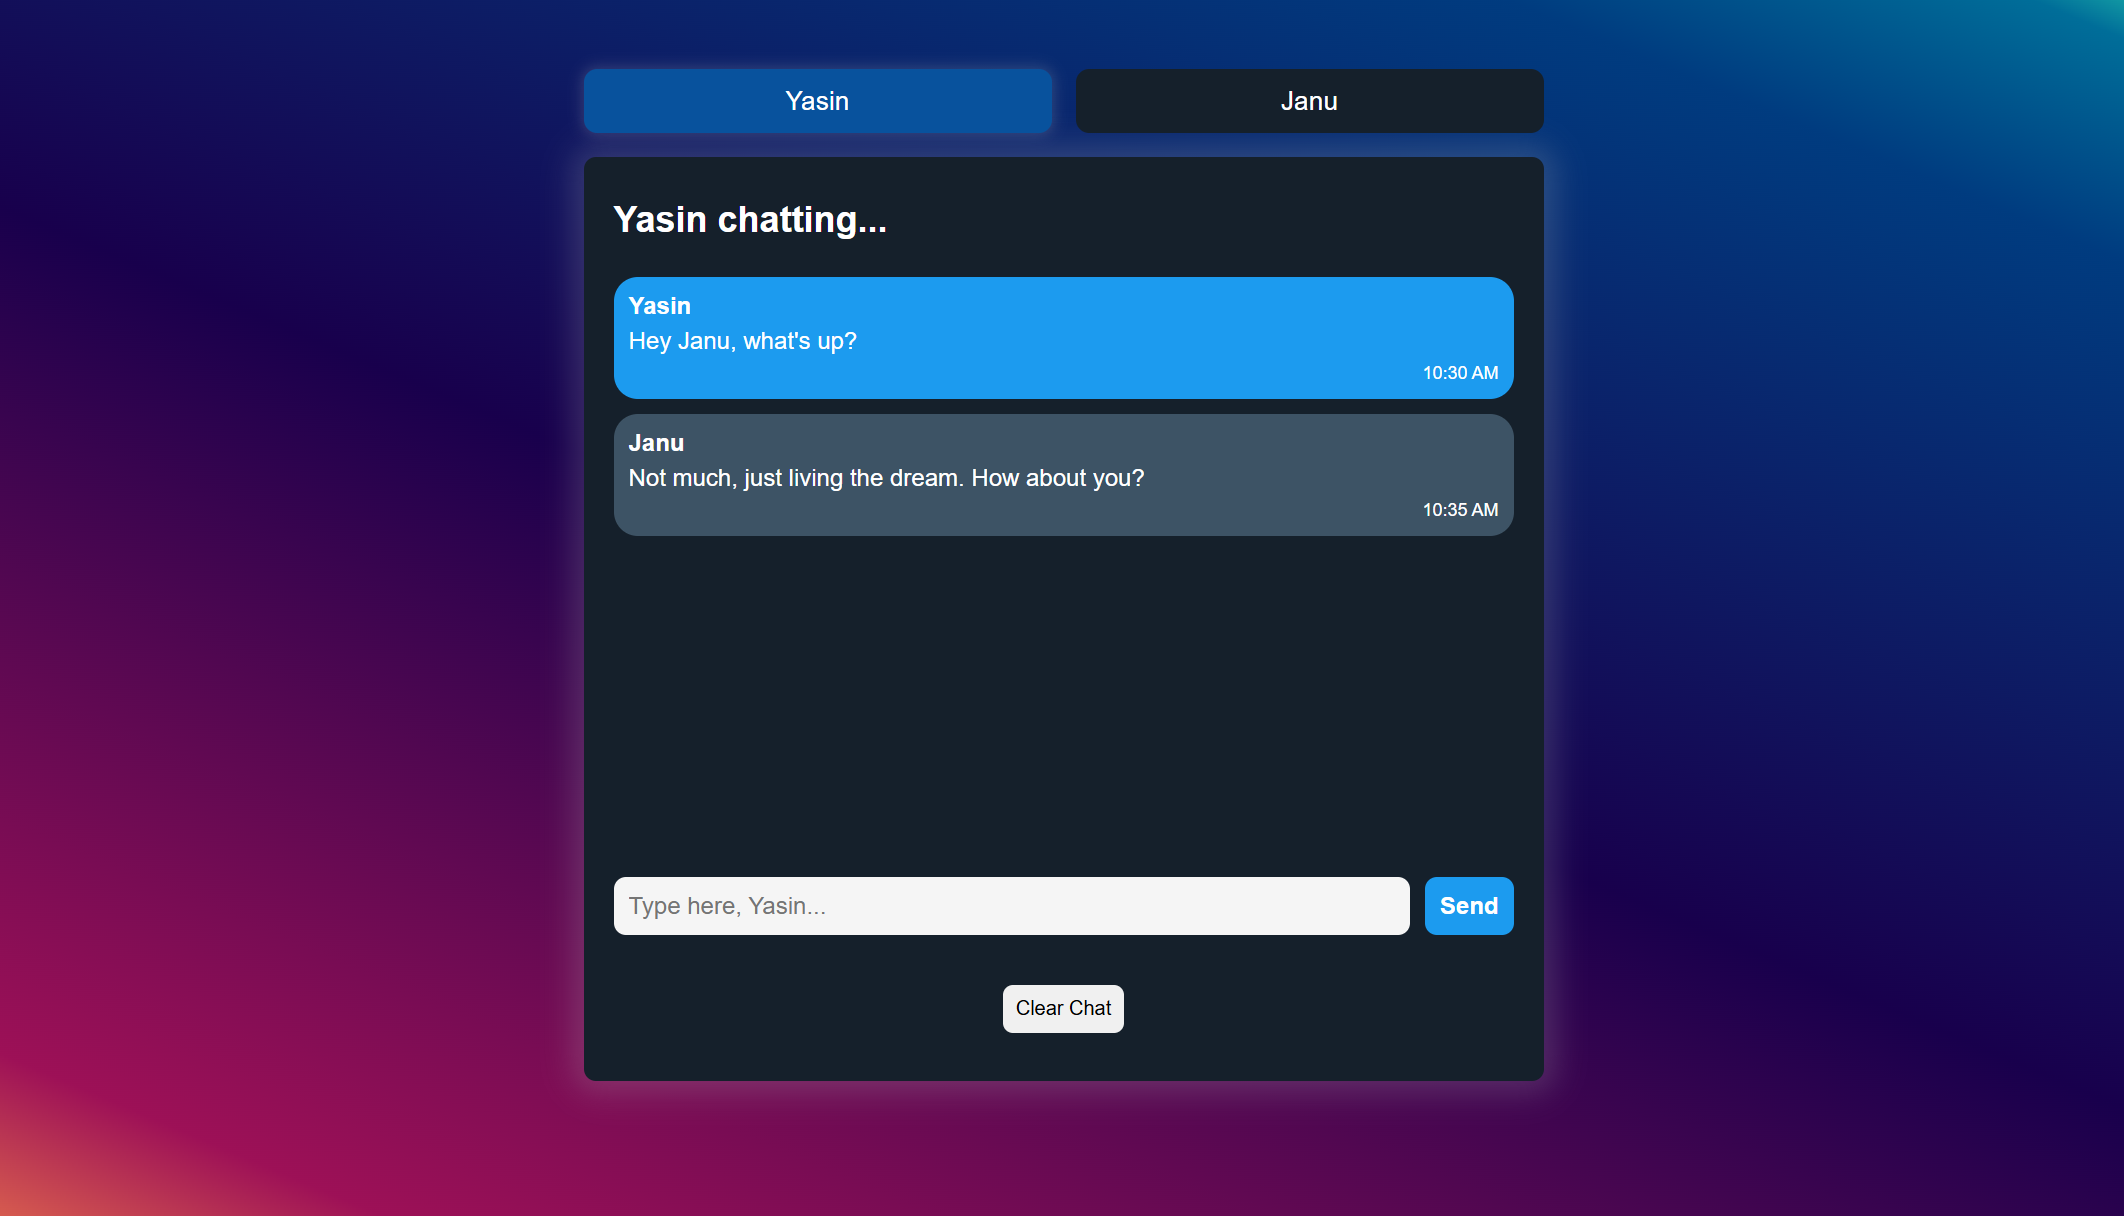 Yasin
Janu
Yasin chatting...
Yasin
Hey Janu, what's up?
10:30 AM
Janu
Not much, just living the dream. How about you?
10:35 AM
Type here, Yasin...
Send
Clear Chat